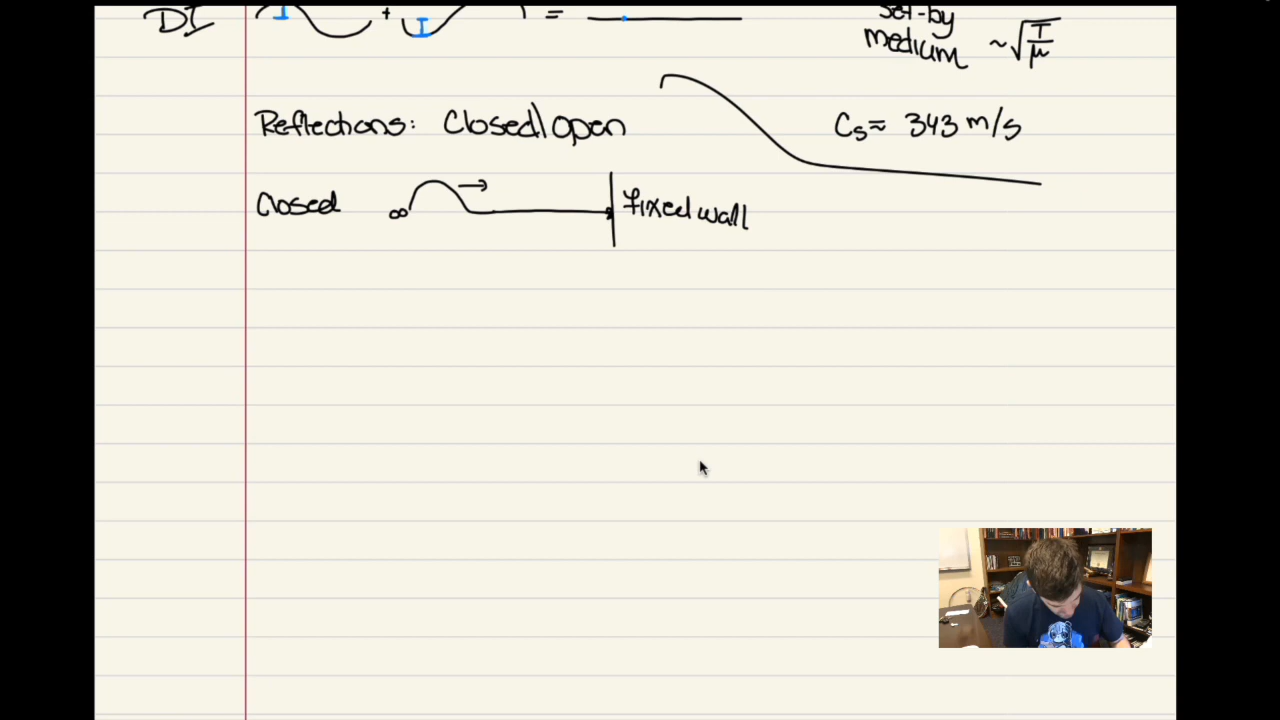 DI + =
set-by
medium ~√T/μ
Reflections: Closed\open
Cs≈ 343 m/s
Closed ∞ → fixed wall